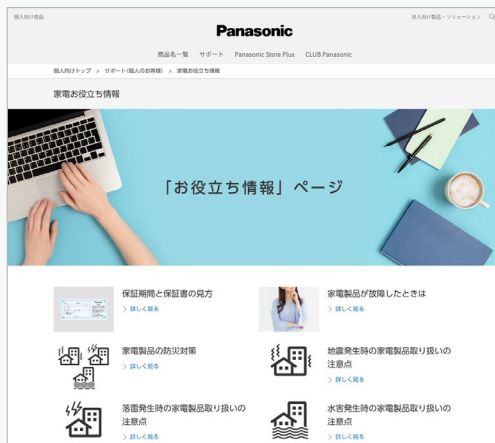 個人向け商品
法人向け製品・ソリューション
Panasonic
商品名一覧 サポート Panasonic Store Plus CLUB Panasonic
個人向けトップ > サポート(個人のお客様) > 家電お役立ち情報
家電お役立ち情報
「お役立ち情報」ページ
保証期間と保証書の見方
> 詳しく見る
家電製品が故障したときは
> 詳しく見る
家電製品の防災対策
> 詳しく見る
地震発生時の家電製品取り扱いの
注意点
> 詳しく見る
落雷発生時の家電製品取り扱いの
注意点
> 詳しく見る
水害発生時の家電製品取り扱いの
注意点
> 詳しく見る